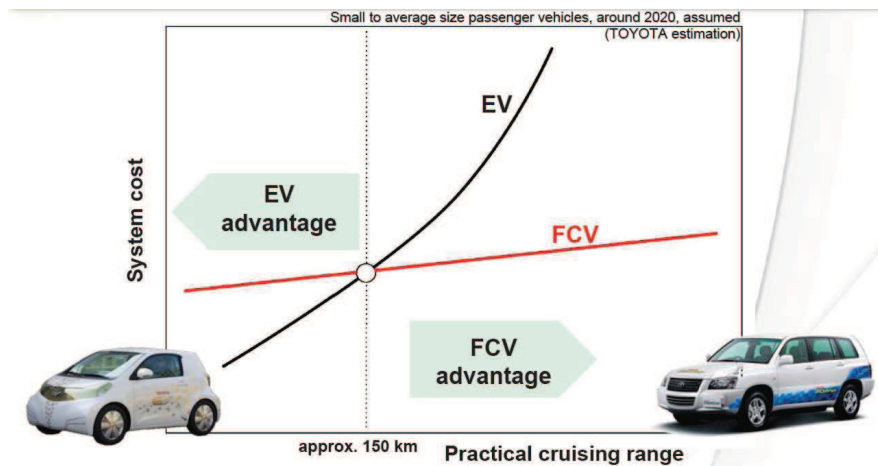 Small to average size passenger vehicles, around 2020, assumed
(TOYOTA estimation)
EV
EV
advantage
System cost
FCV
FCV
advantage
approx. 150 km
Practical cruising range